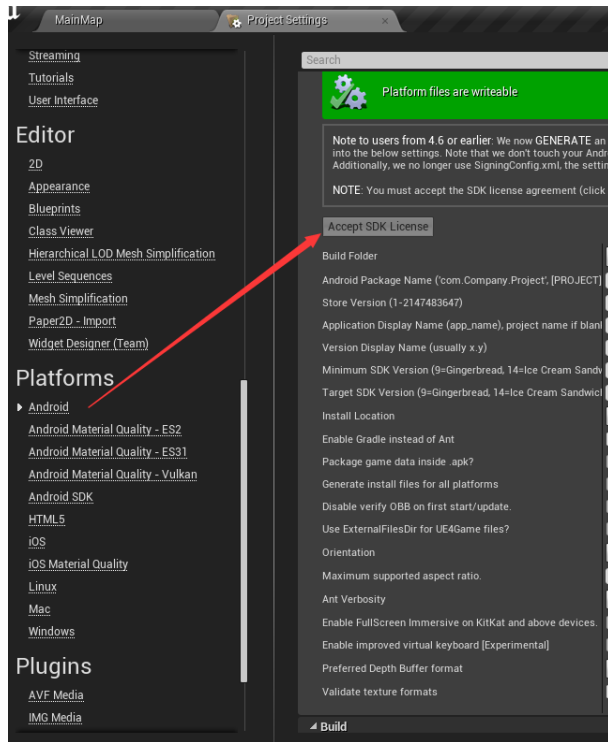 MainMap
Project Settings
Streaming
Tutorials
User Interface
Editor
2D
Appearance
Blueprints
Class Viewer
Hierarchical LOD Mesh Simplification
Level Sequences
Mesh Simplification
Paper2D - Import
Widget Designer (Team)
Platforms
Android
Android Material Quality - ES2
Android Material Quality - ES31
Android Material Quality - Vulkan
Android SDK
HTML5
iOS
iOS Material Quality
Linux
Mac
Windows
Plugins
AVF Media
IMG Media
Search
Platform files are writeable
Note to users from 4.6 or earlier: We now GENERATE an
into the below settings. Note that we don't touch your Andr
Additionally, we no longer use SigningConfig.xml, the settin
NOTE: You must accept the SDK license agreement (click
Accept SDK License
Build Folder
Android Package Name ('com.Company.Project', [PROJECT]
Store Version (1-2147483647)
Application Display Name (app_name), project name if blanl
Version Display Name (usually x.y)
Minimum SDK Version (9=Gingerbread, 14=Ice Cream Sandw
Target SDK Version (9=Gingerbread, 14=Ice Cream Sandwicl
Install Location
Enable Gradle instead of Ant
Package game data inside .apk?
Generate install files for all platforms
Disable verify OBB on first start/update.
Use ExternalFilesDir for UE4Game files?
Orientation
Maximum supported aspect ratio.
Ant Verbosity
Enable FullScreen Immersive on KitKat and above devices.
Enable improved virtual keyboard [Experimental]
Preferred Depth Buffer format
Validate texture formats
Build